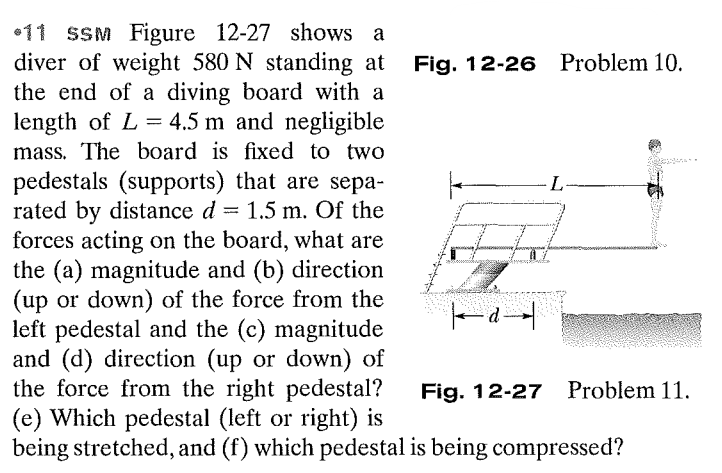 •11 SSM Figure 12-27 shows a
diver of weight 580 N standing at
the end of a diving board with a
length of L = 4.5 m and negligible
mass. The board is fixed to two
pedestals (supports) that are sepa-
rated by distance d = 1.5 m. Of the
forces acting on the board, what are
the (a) magnitude and (b) direction
(up or down) of the force from the
left pedestal and the (c) magnitude
and (d) direction (up or down) of
the force from the right pedestal?
(e) Which pedestal (left or right) is
being stretched, and (f) which pedestal is being compressed?
Fig. 12-26 Problem 10.
L
d
Fig. 12-27 Problem 11.